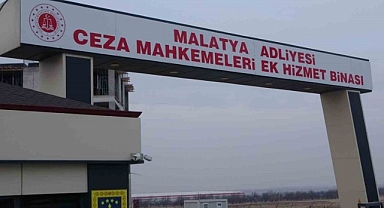 MALATYA ADLİYESİ
CEZA MAHKEMELERİ EK HİZMET BİNASI